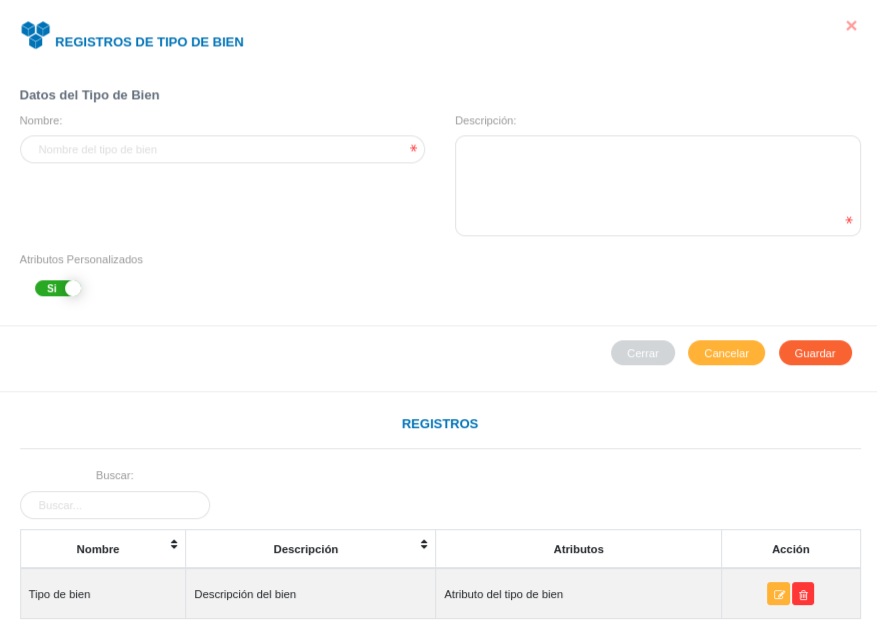 REGISTROS DE TIPO DE BIEN
×
Datos del Tipo de Bien
Nombre: Descripción:
Nombre del tipo de bien *
*
Atributos Personalizados
Si
Cerrar Cancelar Guardar
REGISTROS
Buscar:
Buscar...
Nombre Descripción Atributos Acción
Tipo de bien Descripción del bien Atributo del tipo de bien